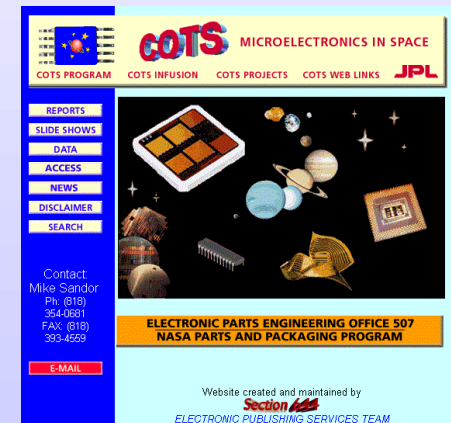 COTS MICROELECTRONICS IN SPACE
COTS PROGRAM COTS INFUSION COTS PROJECTS COTS WEB LINKS JPL
REPORTS
SLIDE SHOWS
DATA
ACCESS
NEWS
DISCLAIMER
SEARCH
Contact:
Mike Sandor
Ph: (818)
354-0681
FAX: (818)
393-4559
E-MAIL
ELECTRONIC PARTS ENGINEERING OFFICE 507
NASA PARTS AND PACKAGING PROGRAM
Website created and maintained by
Section 644
ELECTRONIC PUBLISHING SERVICES TEAM